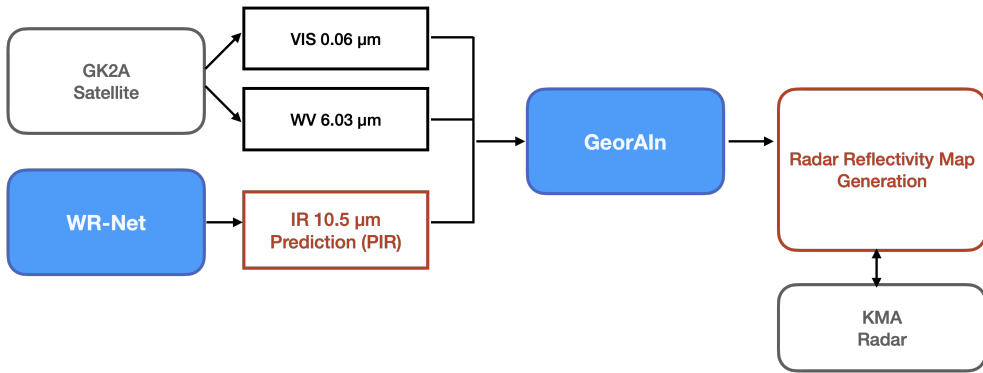 GK2A
Satellite
VIS 0.06 µm
WV 6.03 µm
WR-Net
IR 10.5 µm
Prediction (PIR)
GeorAIn
Radar Reflectivity Map
Generation
KMA
Radar